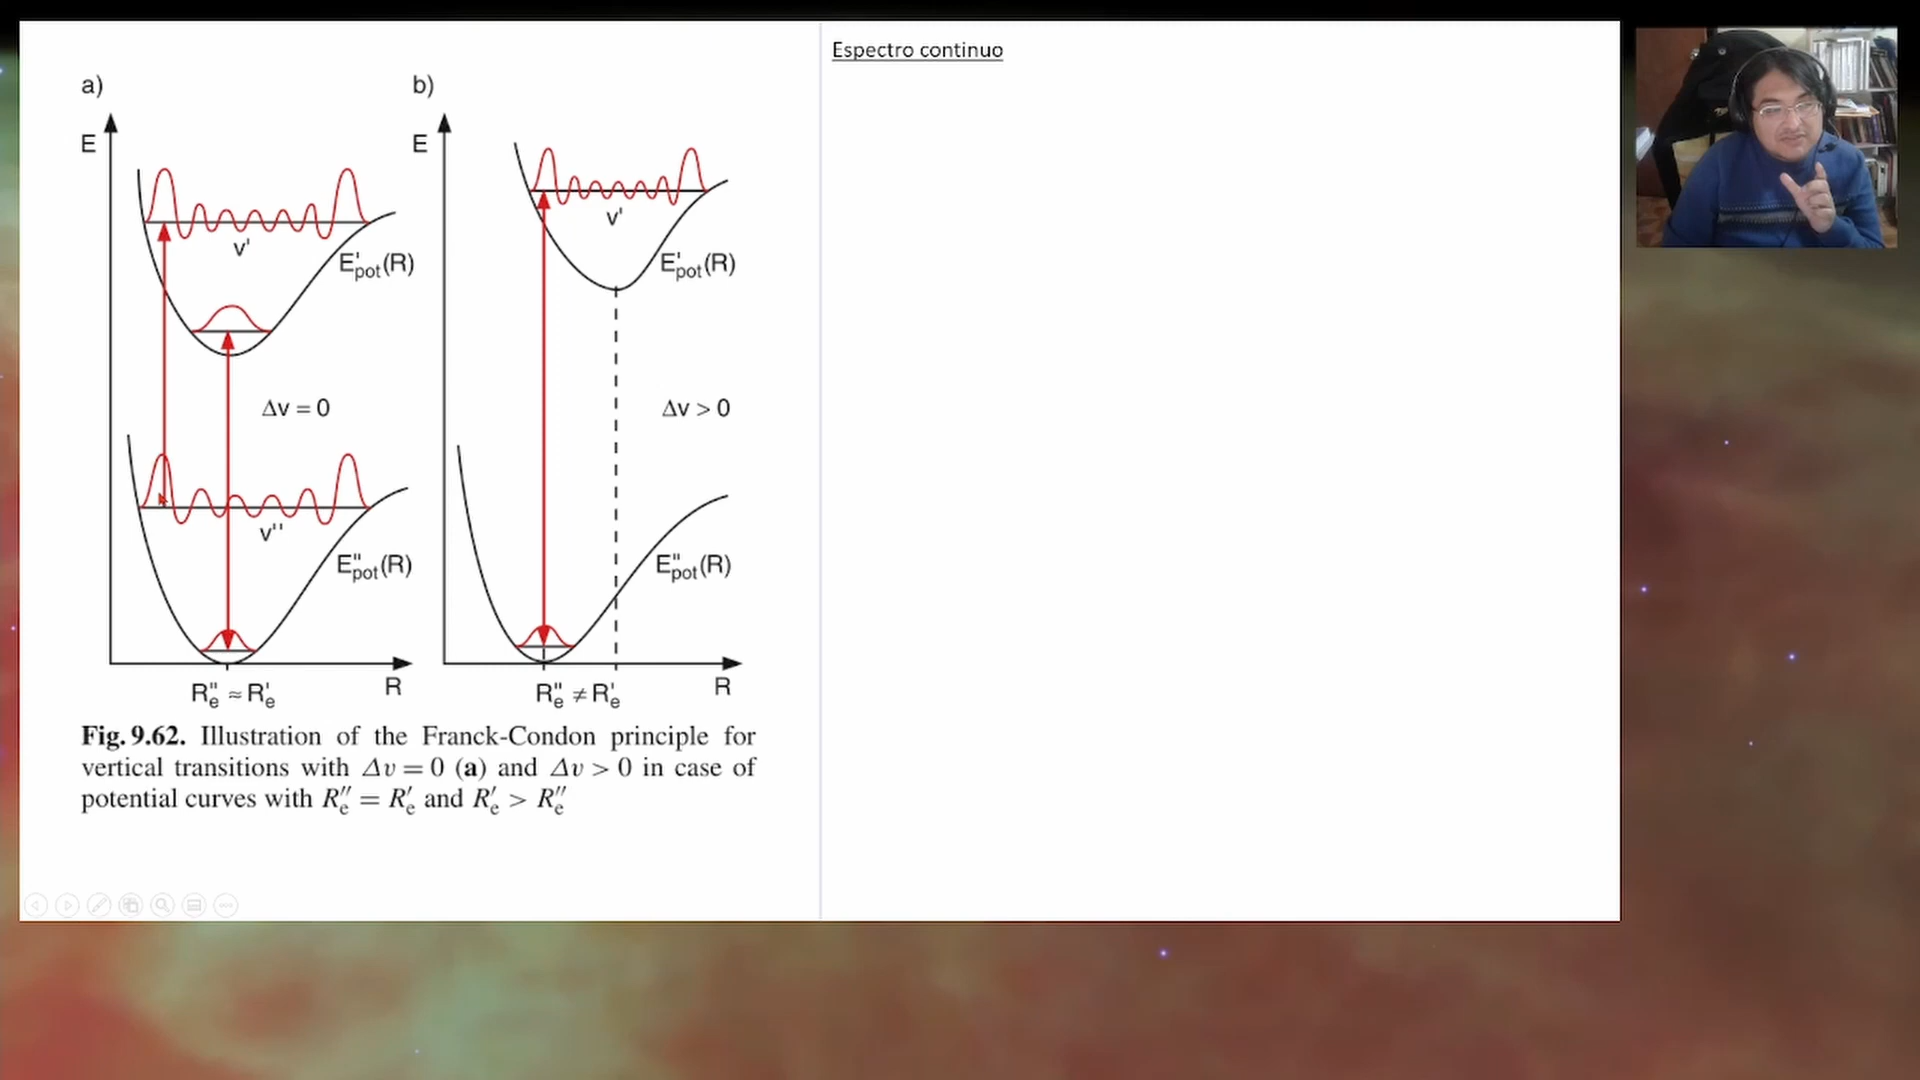 a)
E
v'
E'pot(R)
Δv = 0
v''
E''pot(R)
R''e ≈ R'e
R
b)
E
v'
E'pot(R)
Δv > 0
E''pot(R)
R''e ≠ R'e
R
Fig. 9.62. Illustration of the Franck-Condon principle for
vertical transitions with Δv = 0 (a) and Δv > 0 in case of
potential curves with R''e = R'e and R'e > R''e
Espectro continuo